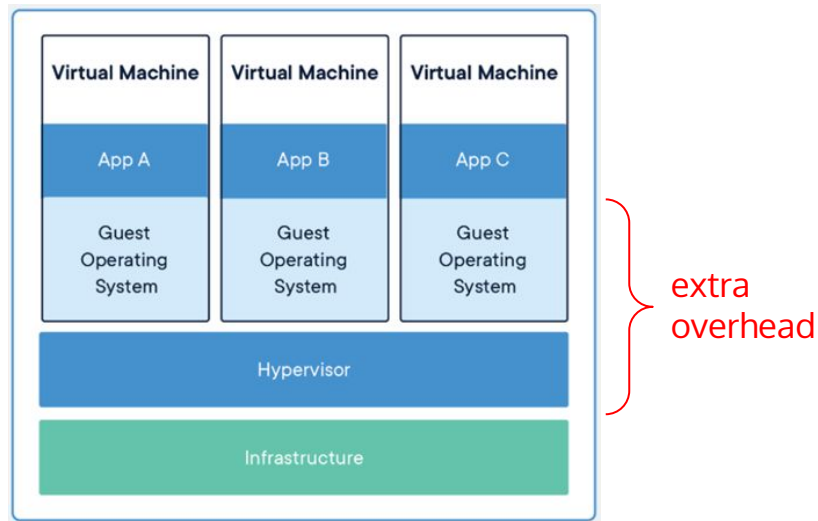 Virtual Machine
Virtual Machine
Virtual Machine
App A
App B
App C
Guest
Operating
System
Guest
Operating
System
Guest
Operating
System
extra
overhead
Hypervisor
Infrastructure